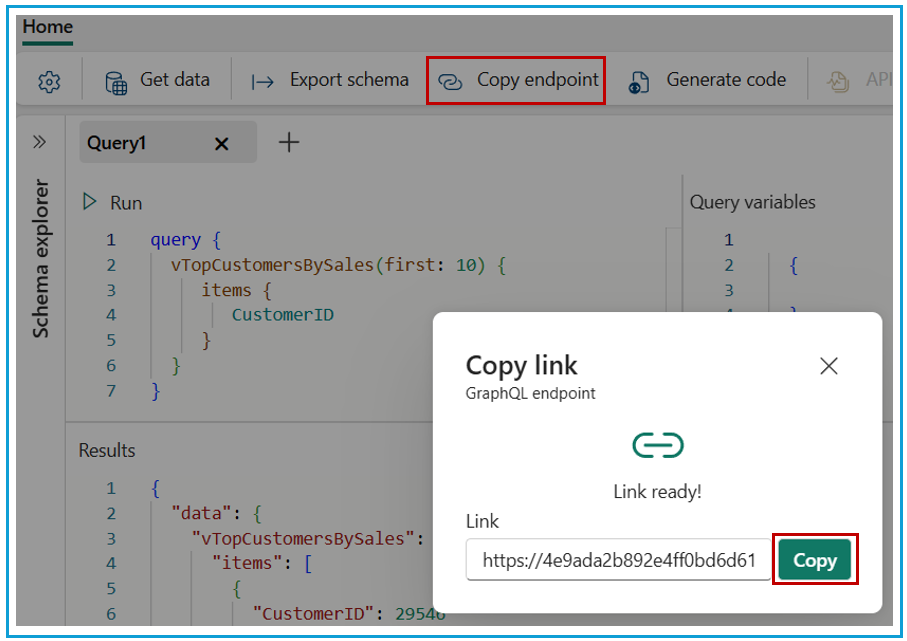 Home
Get data
Export schema
Copy endpoint
Generate code
API
Query1
Schema explorer
Run
1 query {
2 vTopCustomersBySales(first: 10) {
3 items {
4 CustomerID
5 }
6 }
7 }
Query variables
1
2 {
3
Results
1 {
2 "data": {
3 "vTopCustomersBySales":
4 "items": [
5 {
6 "CustomerID": 29546
Copy link
GraphQL endpoint
Link ready!
Link
https://4e9ada2b892e4ff0bd6d61
Copy